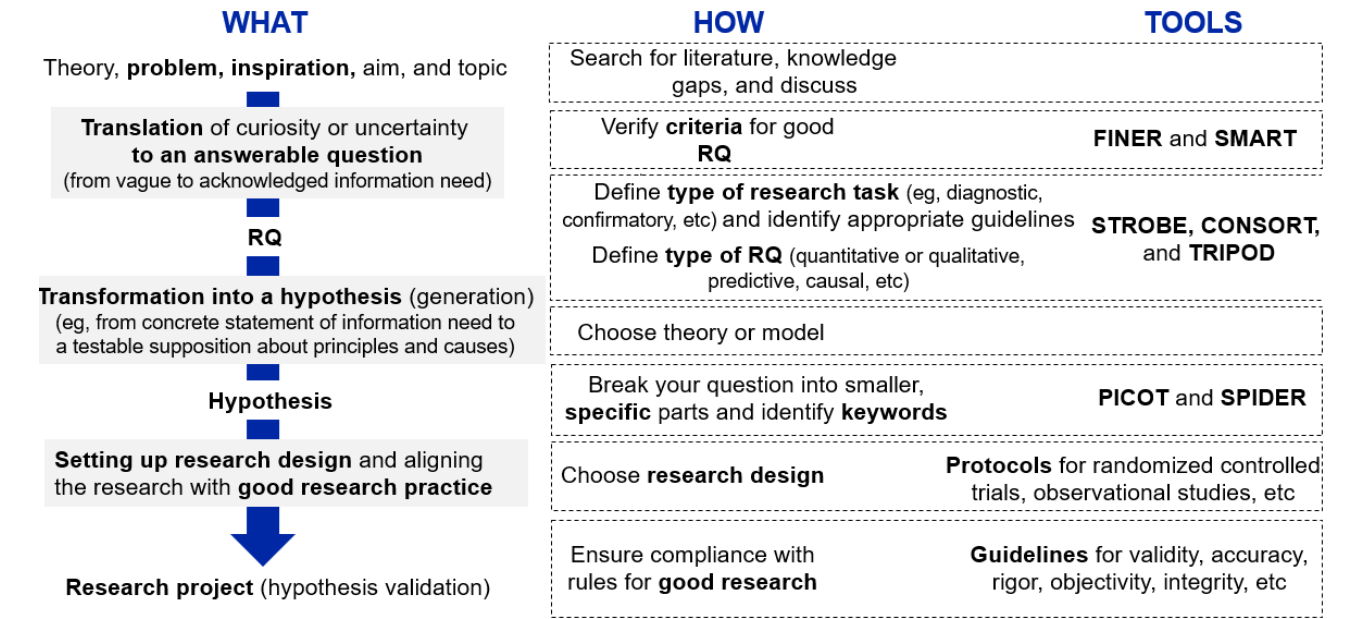 WHAT
HOW
TOOLS
Theory, problem, inspiration, aim, and topic
Search for literature, knowledge
gaps, and discuss
Translation of curiosity or uncertainty
to an answerable question
(from vague to acknowledged information need)
Verify criteria for good
RQ
FINER and SMART
RQ
Define type of research task (eg, diagnostic,
confirmatory, etc) and identify appropriate guidelines
Define type of RQ (quantitative or qualitative,
predictive, causal, etc)
STROBE, CONSORT,
and TRIPOD
Transformation into a hypothesis (generation)
(eg, from concrete statement of information need to
a testable supposition about principles and causes)
Choose theory or model
Hypothesis
Break your question into smaller,
specific parts and identify keywords
PICOT and SPIDER
Setting up research design and aligning
the research with good research practice
Choose research design
Protocols for randomized controlled
trials, observational studies, etc
Research project (hypothesis validation)
Ensure compliance with
rules for good research
Guidelines for validity, accuracy,
rigor, objectivity, integrity, etc